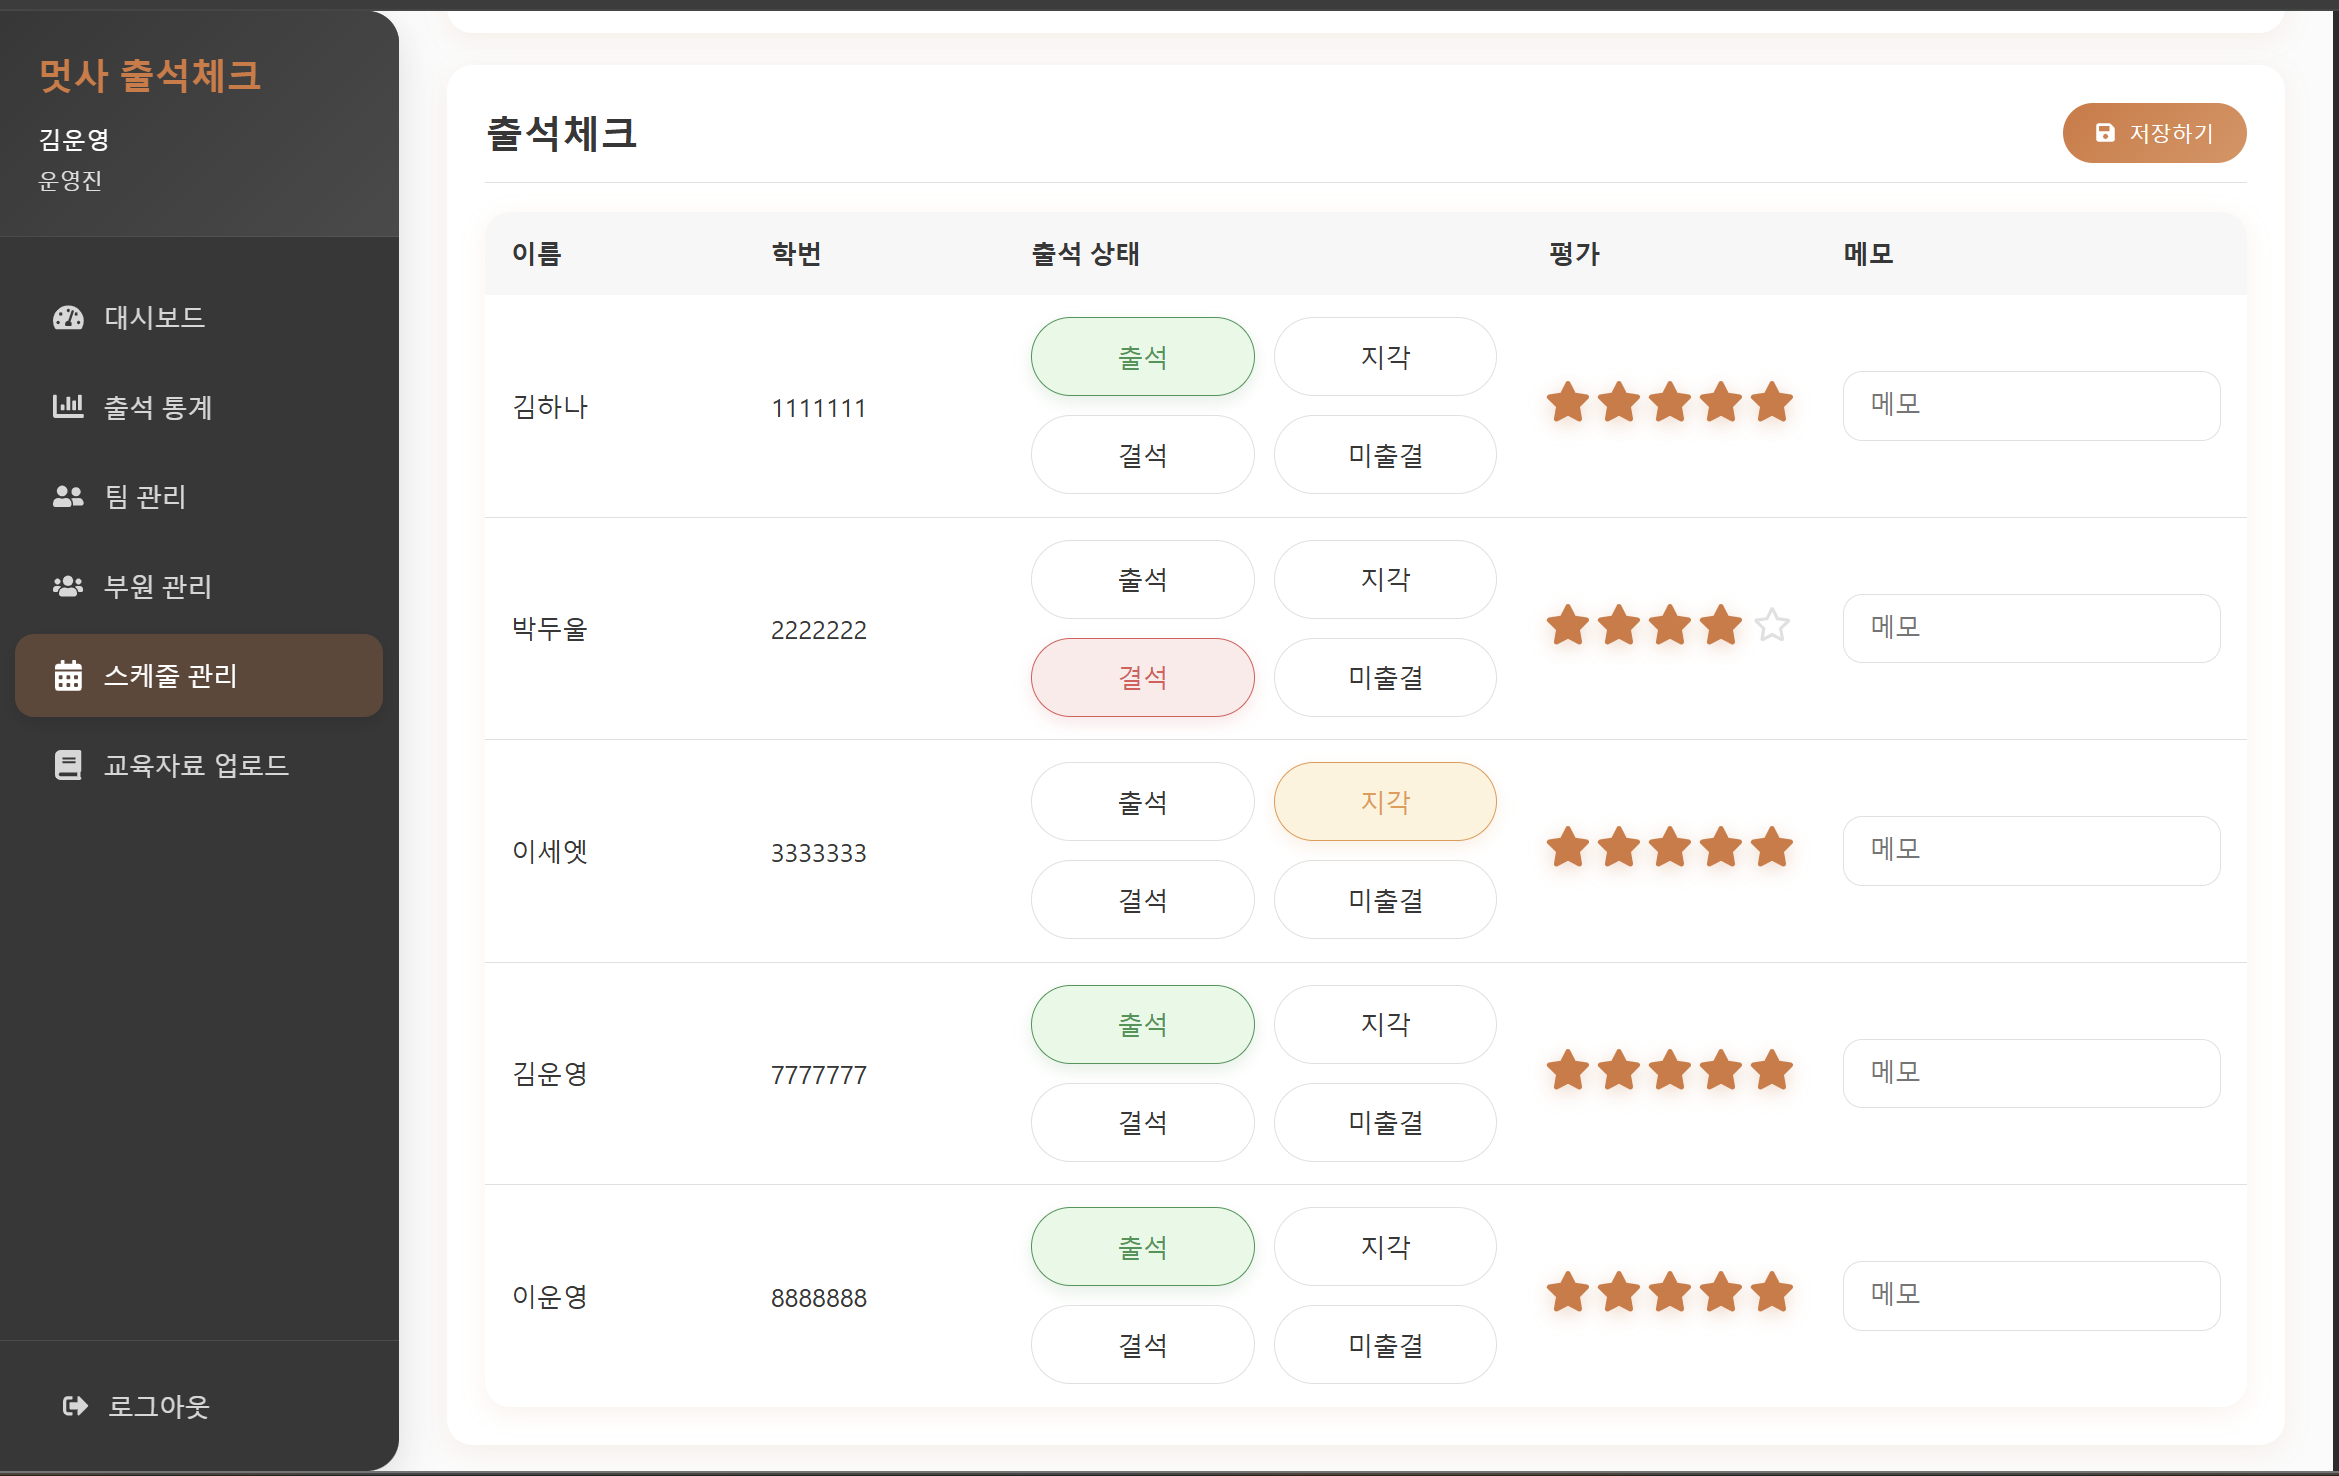 멋사 출석체크
김운영
운영진
대시보드
출석 통계
팀 관리
부원 관리
스케줄 관리
교육자료 업로드
로그아웃
출석체크
저장하기
이름 학번 출석 상태 평가 메모
김하나 1111111 출석 지각 메모
결석 미출결
박두울 2222222 출석 지각 메모
결석 미출결
이세엣 3333333 출석 지각 메모
결석 미출결
김운영 7777777 출석 지각 메모
결석 미출결
이운영 8888888 출석 지각 메모
결석 미출결